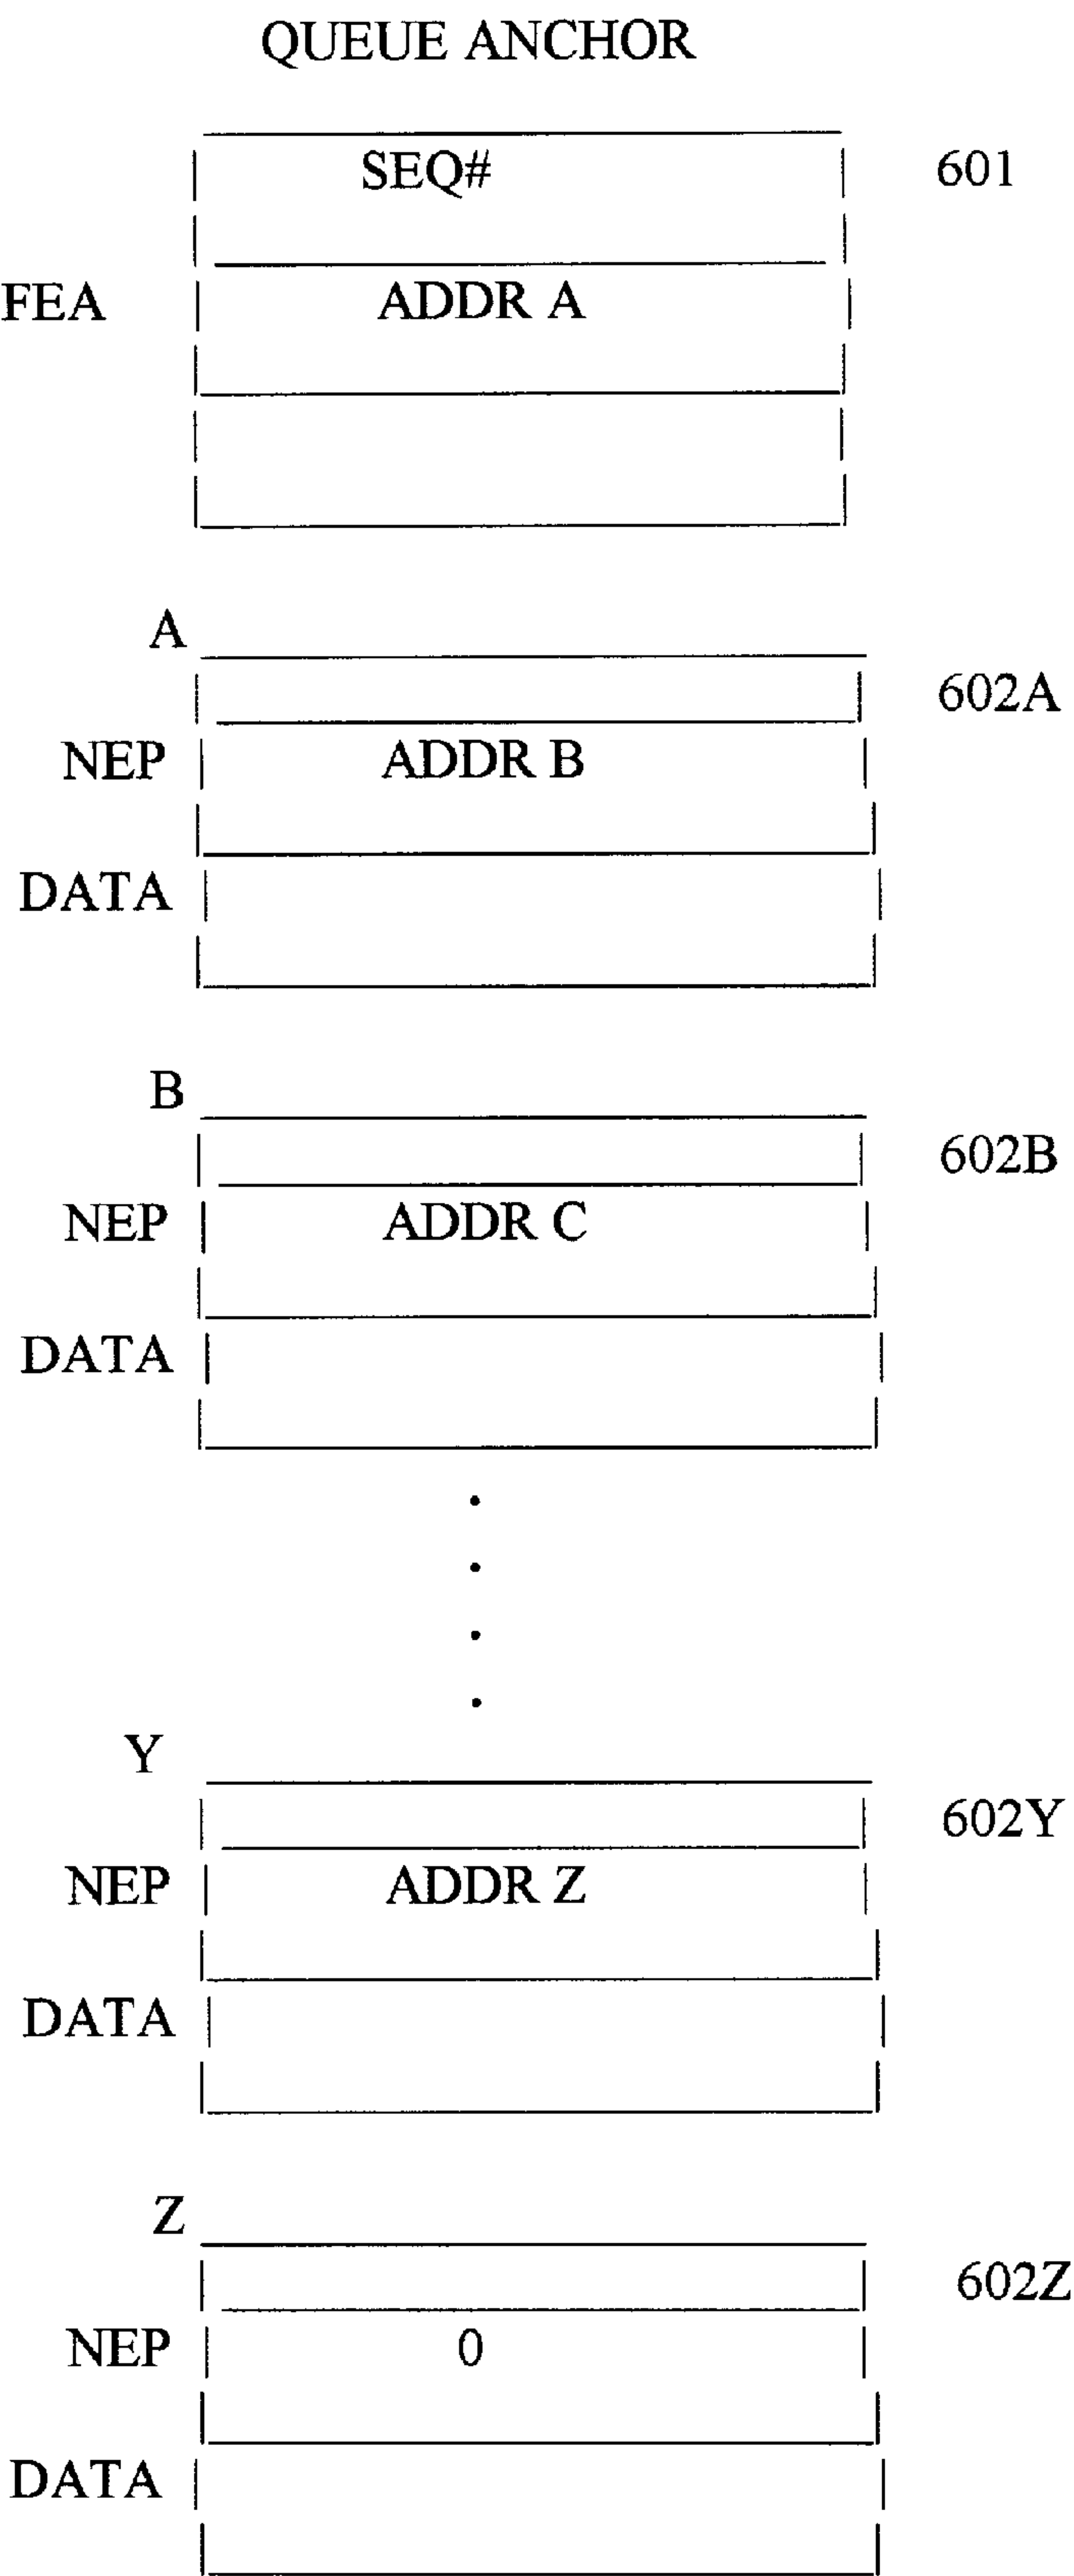 QUEUE ANCHOR
SEQ# 601
FEA ADDR A
A
602A
NEP ADDR B
DATA
B
602B
NEP ADDR C
DATA
Y
602Y
NEP ADDR Z
DATA
Z
602Z
NEP 0
DATA